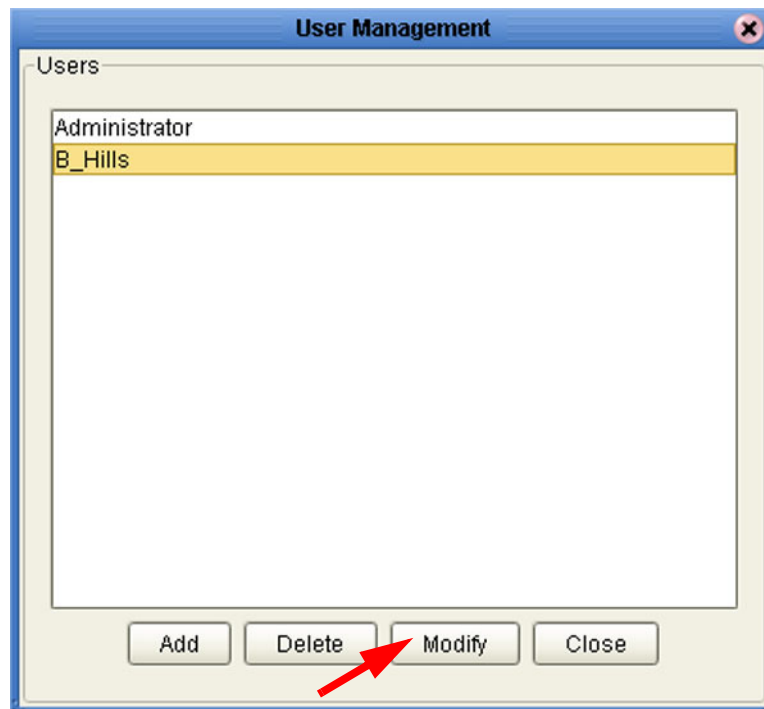 User Management
Users
Administrator
B_Hills
Add Delete Modify Close